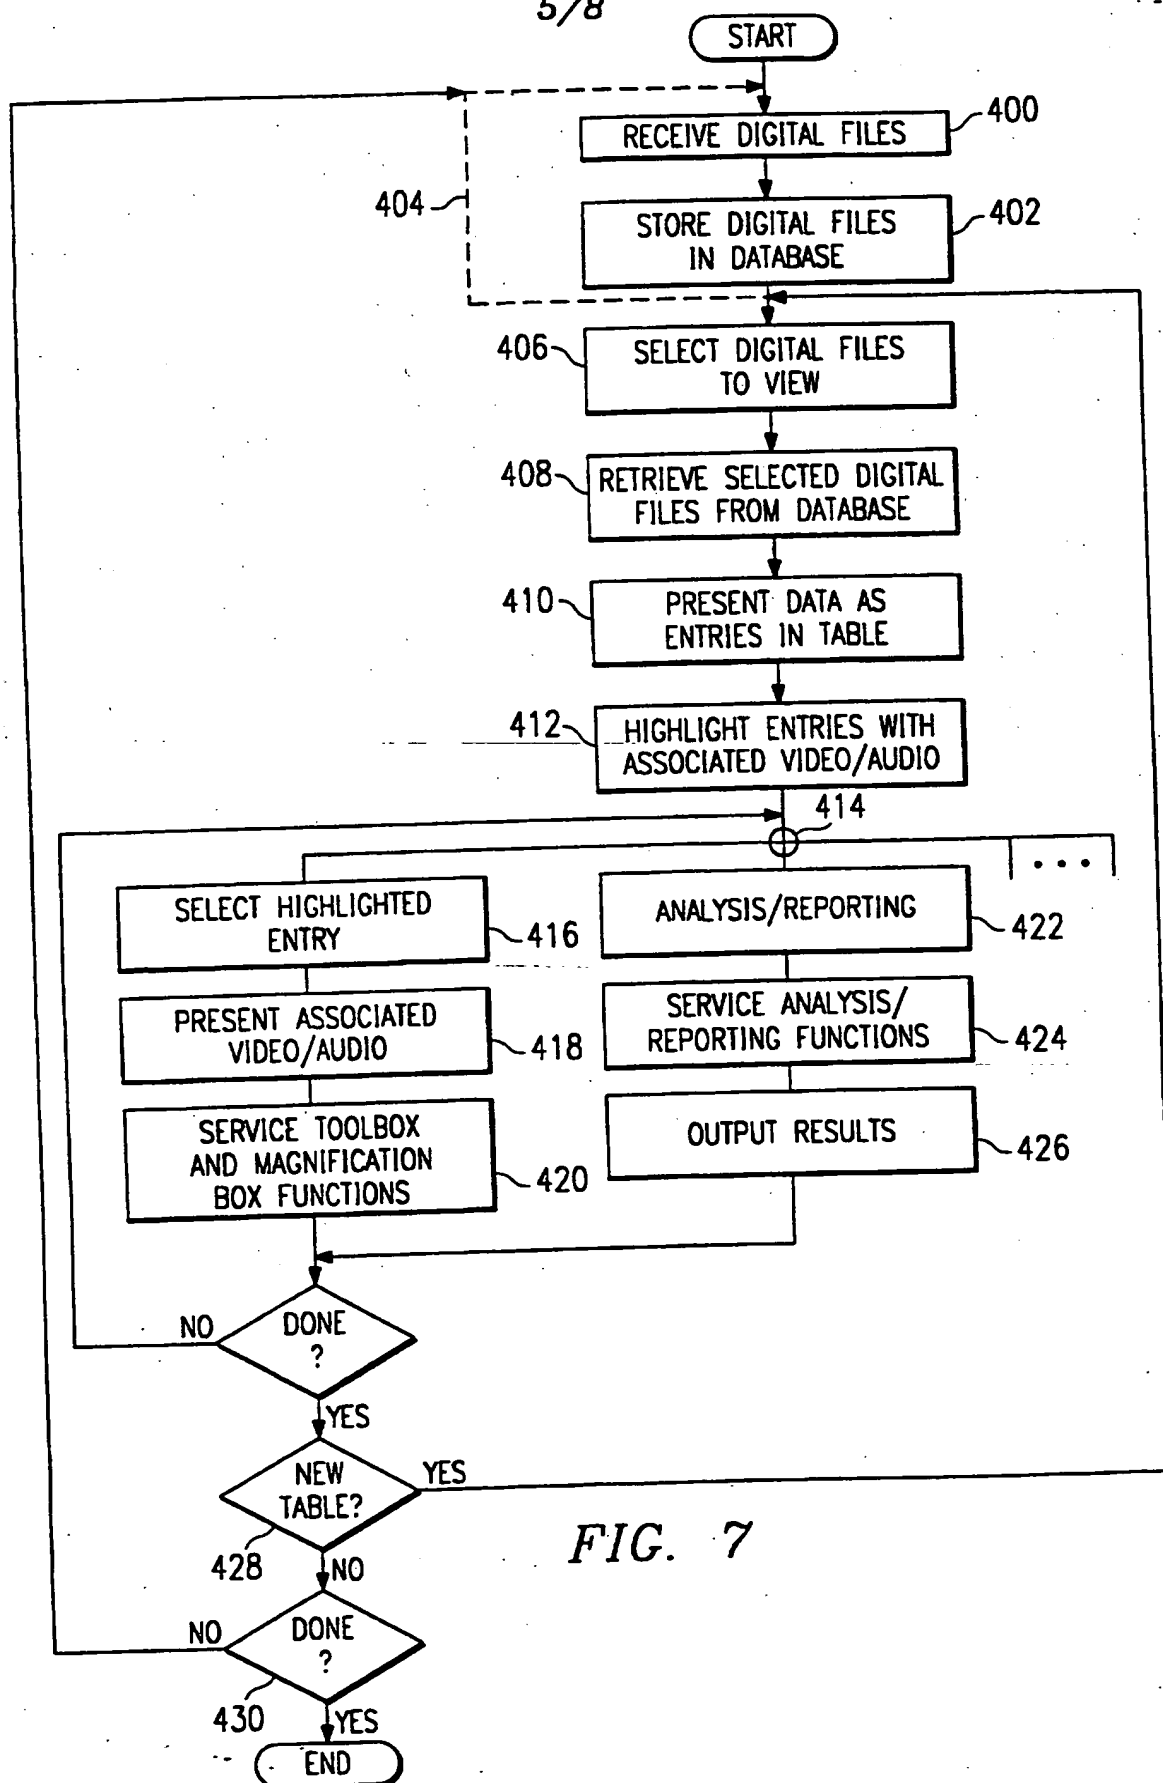 5/8
START
RECEIVE DIGITAL FILES
400
404
STORE DIGITAL FILES
IN DATABASE
402
406
SELECT DIGITAL FILES
TO VIEW
408
RETRIEVE SELECTED DIGITAL
FILES FROM DATABASE
410
PRESENT DATA AS
ENTRIES IN TABLE
412
HIGHLIGHT ENTRIES WITH
ASSOCIATED VIDEO/AUDIO
414
• • •
SELECT HIGHLIGHTED
ENTRY
416
ANALYSIS/REPORTING
422
PRESENT ASSOCIATED
VIDEO/AUDIO
418
SERVICE ANALYSIS/
REPORTING FUNCTIONS
424
SERVICE TOOLBOX
AND MAGNIFICATION
BOX FUNCTIONS
420
OUTPUT RESULTS
426
NO
DONE
?
YES
NEW
TABLE?
YES
428
NO
FIG. 7
NO
DONE
?
430
YES
END